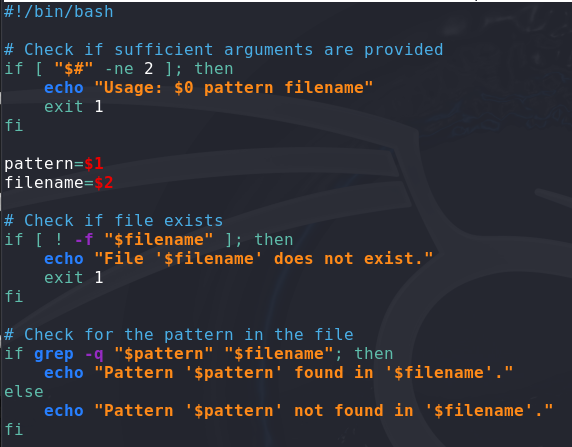 #!/bin/bash
# Check if sufficient arguments are provided
if [ "$#" -ne 2 ]; then
    echo "Usage: $0 pattern filename"
    exit 1
fi
pattern=$1
filename=$2
# Check if file exists
if [ ! -f "$filename" ]; then
    echo "File '$filename' does not exist."
    exit 1
fi
# Check for the pattern in the file
if grep -q "$pattern" "$filename"; then
    echo "Pattern '$pattern' found in '$filename'."
else
    echo "Pattern '$pattern' not found in '$filename'."
fi